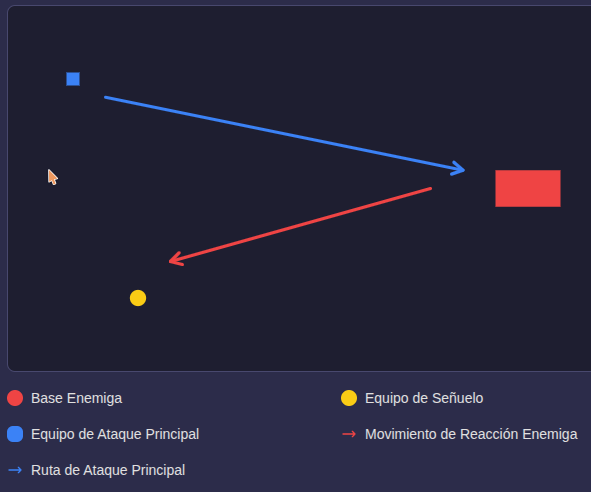 Base Enemiga
Equipo de Señuelo
Equipo de Ataque Principal
→ Movimiento de Reacción Enemiga
→ Ruta de Ataque Principal